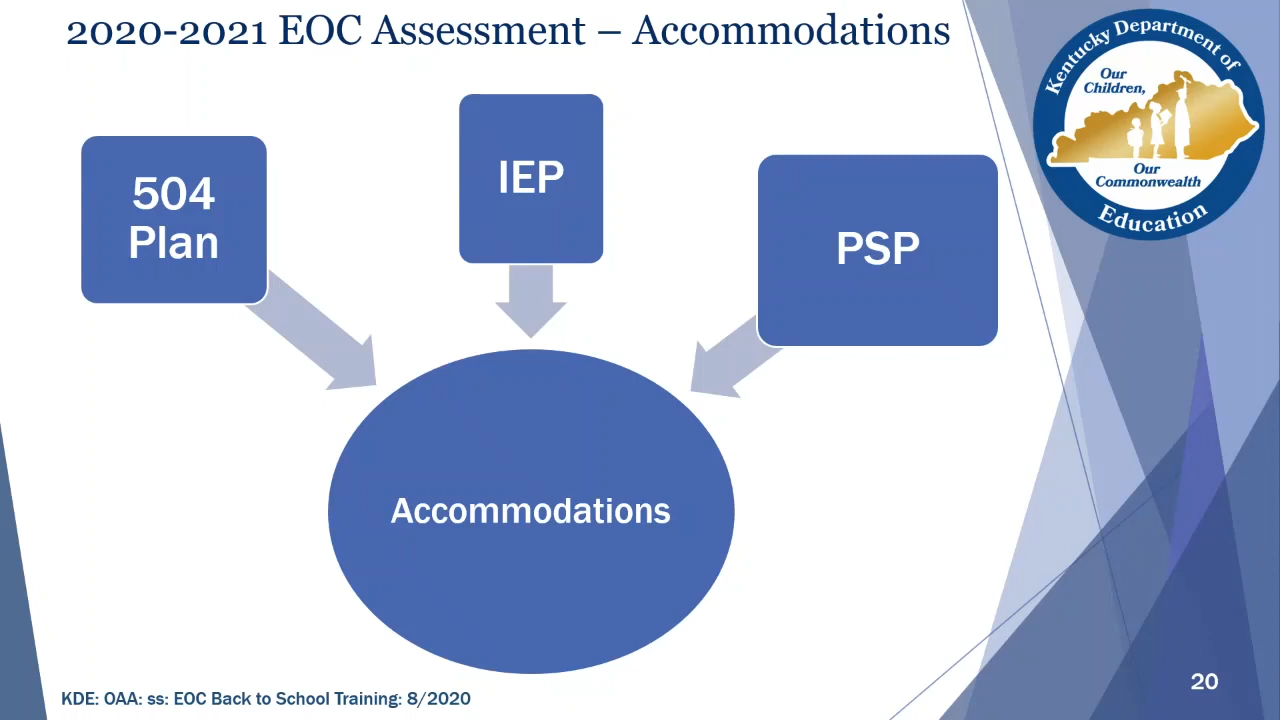 2020-2021 EOC Assessment – Accommodations
Kentucky Department of
Our
Children,
Our
Commonwealth
Education
504
Plan
IEP
PSP
Accommodations
KDE: OAA: ss: EOC Back to School Training: 8/2020
20